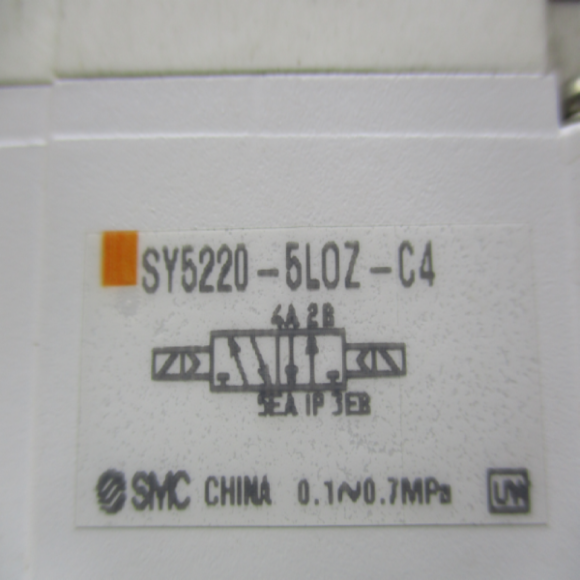 SY5220-5LOZ-C4
4A 2B
5EA 1P 3EB
SMC CHINA 0.1~0.7MPa